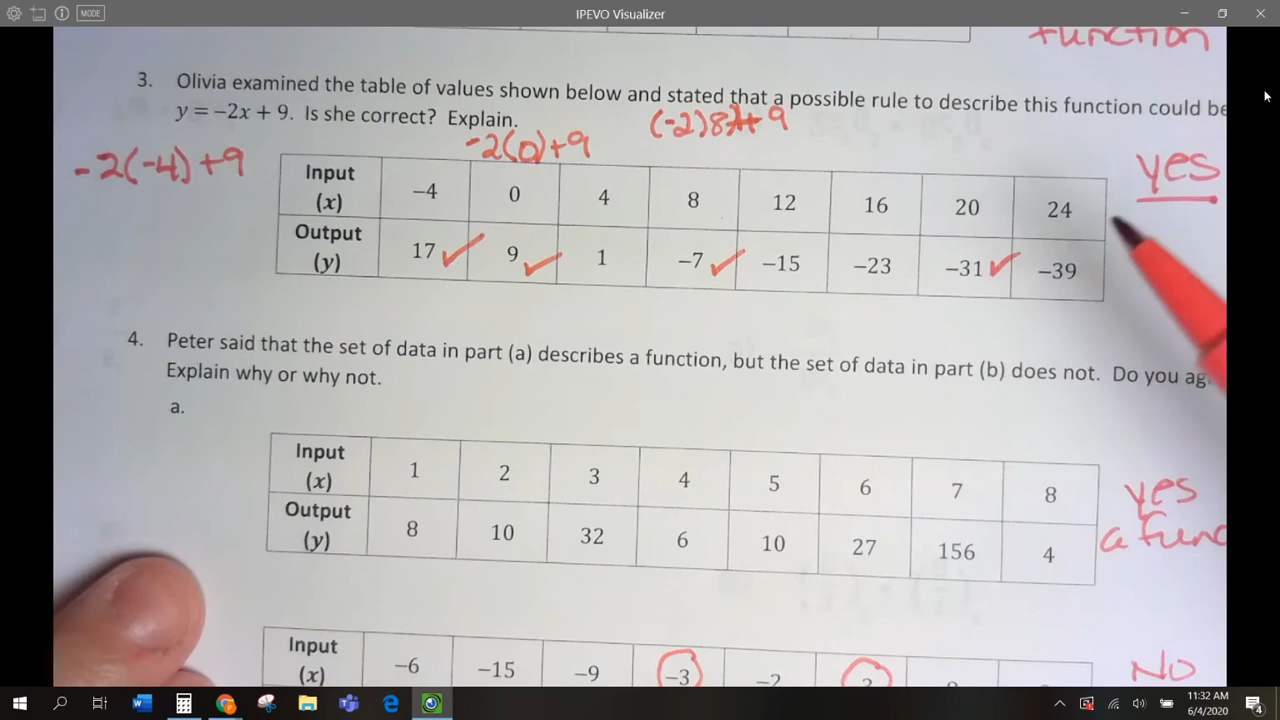 MODE
IPEVO Visualizer
function
3. Olivia examined the table of values shown below and stated that a possible rule to describe this function could be
y = −2x + 9. Is she correct? Explain.
(-2)8)+9
-2(0)+9
-2(-4)+9
yes
Input (x) −4 0 4 8 12 16 20 24
Output (y) 17 ✓ 9 ✓ 1 −7 ✓ −15 −23 −31 ✓ −39
4. Peter said that the set of data in part (a) describes a function, but the set of data in part (b) does not. Do you
Explain why or why not.
a.
Input (x) 1 2 3 4 5 6 7 8
Output (y) 8 10 32 6 10 27 156 4
yes
a func
Input (x) −6 −15 −9 −3 −2
No
11:32 AM
6/4/2020
4